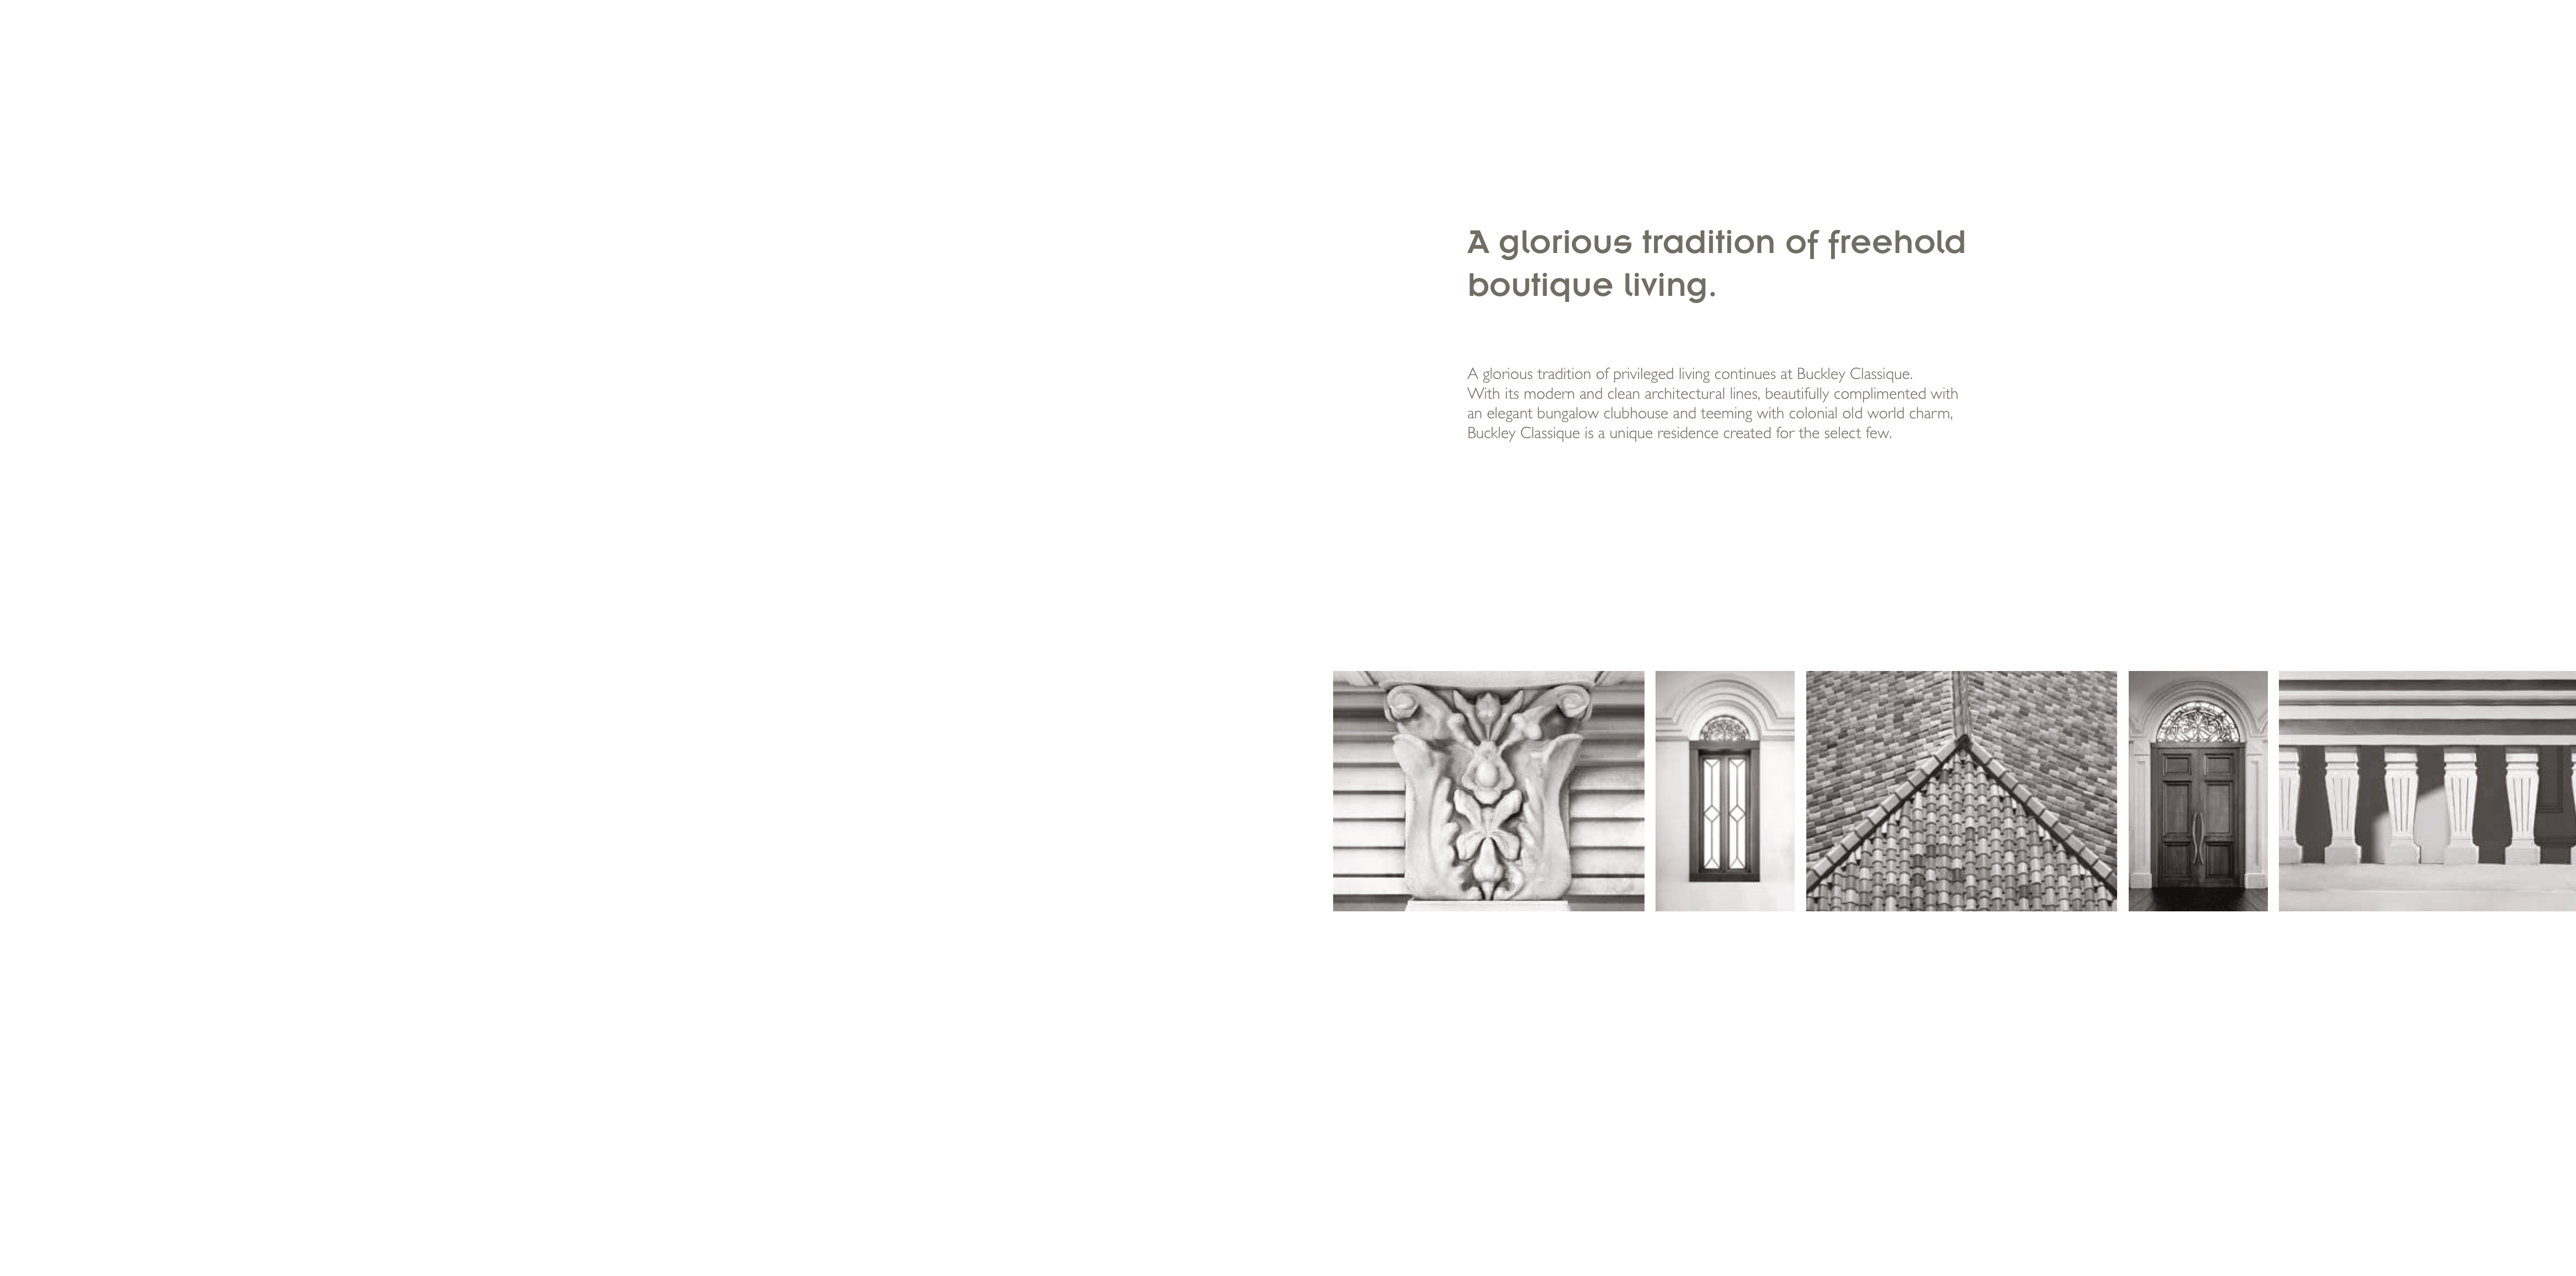 A glorious tradition of freehold
boutique living.
A glorious tradition of privileged living continues at Buckley Classique.
With its modern and clean architectural lines, beautifully complimented with
an elegant bungalow clubhouse and teeming with colonial old world charm,
Buckley Classique is a unique residence created for the select few.